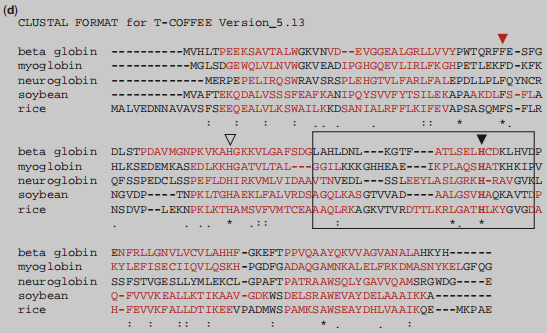 (d)
CLUSTAL FORMAT for T-COFFEE Version_5.13
beta globin ----------MVHLTPEEKSAVTALWGKVNVD--EVGGEALGRLLVVYPWTQRFFE-SFG
myoglobin ----------MGLSDGEWQLVLNVWGKVEADIPGHGQEVLIRLFKGHPETLEKFD-KFK
neuroglobin ------------MERPEPELIRQSWRAVSRSPLEHGTVLFARLFALEPDLLPLFQYNCR
soybean ----------MVAFTEKQDALVSSSFEAFKANIPQYSVVFYTSILEKAPAAKDLFS-FLA
rice MALVEDNNAVAVSFSEEQEALVLKSWAILKKDSANIALRFFLKIFEVAPSASQMFS-FLR
: : : .. . :: * *.
beta globin DLSTPDAVMGNPKVKAHGKKVLGAFSDGLAHLDNL---KGTF--ATLSELHCDKLHVDP
myoglobin HLKSEDEMKASEDLKKHGATVLTAL---GGILKKKGHHEAE--IKPLAQSHATKHKIPV
neuroglobin QFSSPEDCLSSPEFLDHIRKVMLVIDAAVTNVEDL---SSLEEYLASLGRKH-RAVGVKL
soybean NGVDP----TNPKLTGHAEKLFALVRDSAGQLKASGTVVAD----AALGSVHAQKAVTDP
rice NSDVP--LEKNPKLKTHAMSVFVMTCEAAAQLRKAGKVTVRDTTLKRLGATHLKYGVGDA
. . . * : . : *. * .
beta globin ENFRLLGNVLVCVLAHHF-GKEFTPPVQAAYQKVVAGVANALAHKYH------
myoglobin KYLEFISECIIQVLQSKH-PGDFGADAQGAMNKALELFRKDMASNYKELGFQG
neuroglobin SSFSTVGESLLYMLEKCL-GPAFTPATRAAWSQLYGAVVQAMSRGWDG---E
soybean Q-FVVVKEALLKTIKAAV-GDKWSDELSRAWEVAYDELAAAIKKA--------
rice H-FEVVKFALLDTIKEEVPADMWSPAMKSAWSEAYDHLVAAIKQE---MKPAE
: : : : * . :